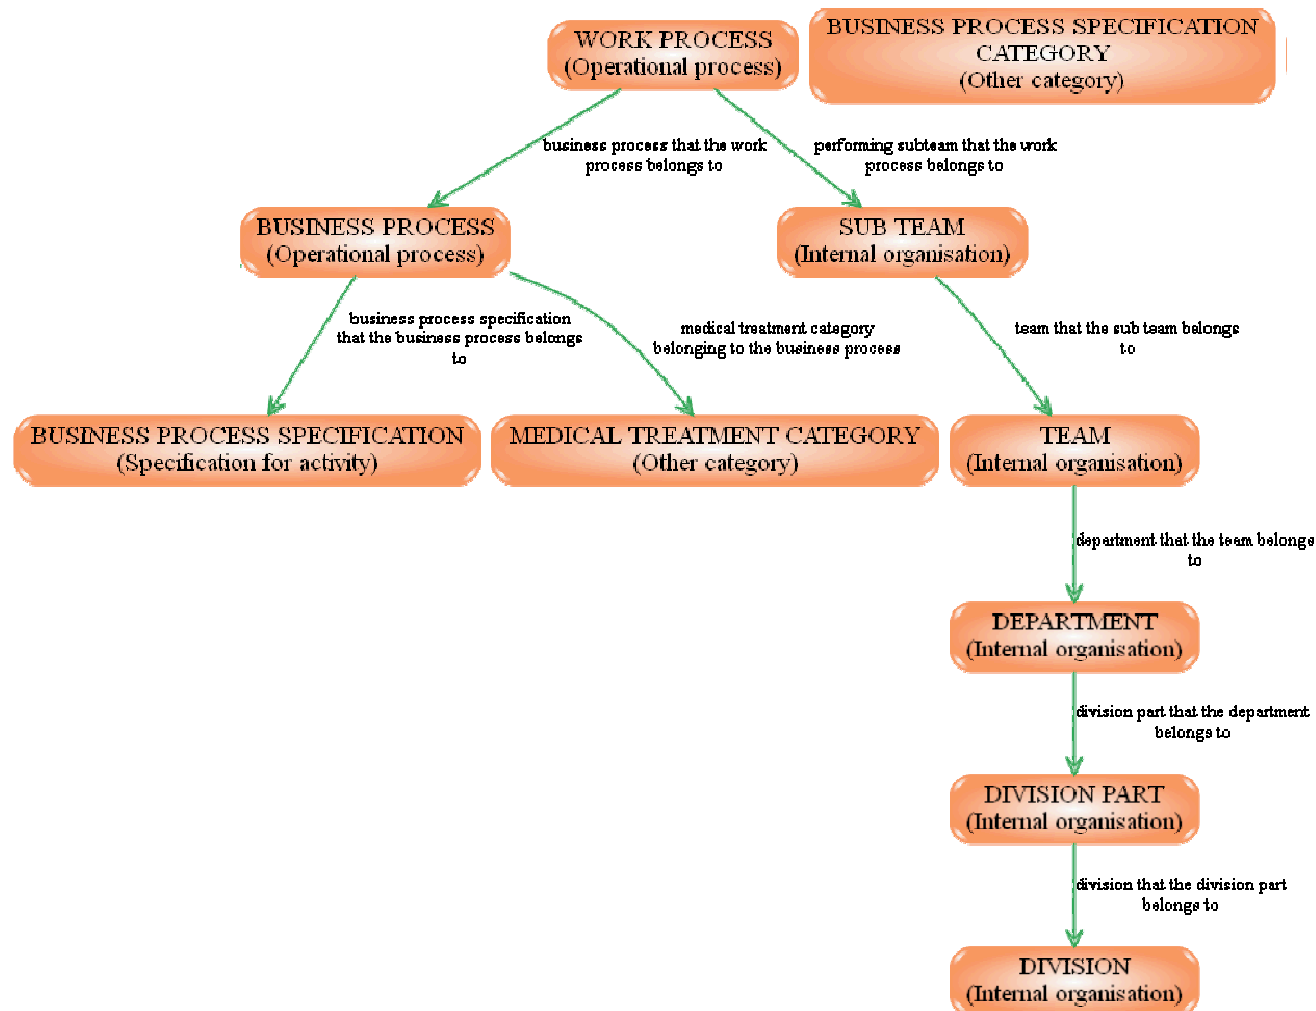 WORK PROCESS
(Operational process)
BUSINESS PROCESS SPECIFICATION
CATEGORY
(Other category)
business process that the work
process belongs to
performing subteam that the work
process belongs to
BUSINESS PROCESS
(Operational process)
SUB TEAM
(Internal organisation)
business process specification
that the business process belongs
to
medical treatment category
belonging to the business process
team that the sub team belongs
to
BUSINESS PROCESS SPECIFICATION
(Specification for activity)
MEDICAL TREATMENT CATEGORY
(Other category)
TEAM
(Internal organisation)
department that the team belongs
to
DEPARTMENT
(Internal organisation)
division part that the department
belongs to
DIVISION PART
(Internal organisation)
division that the division part
belongs to
DIVISION
(Internal organisation)